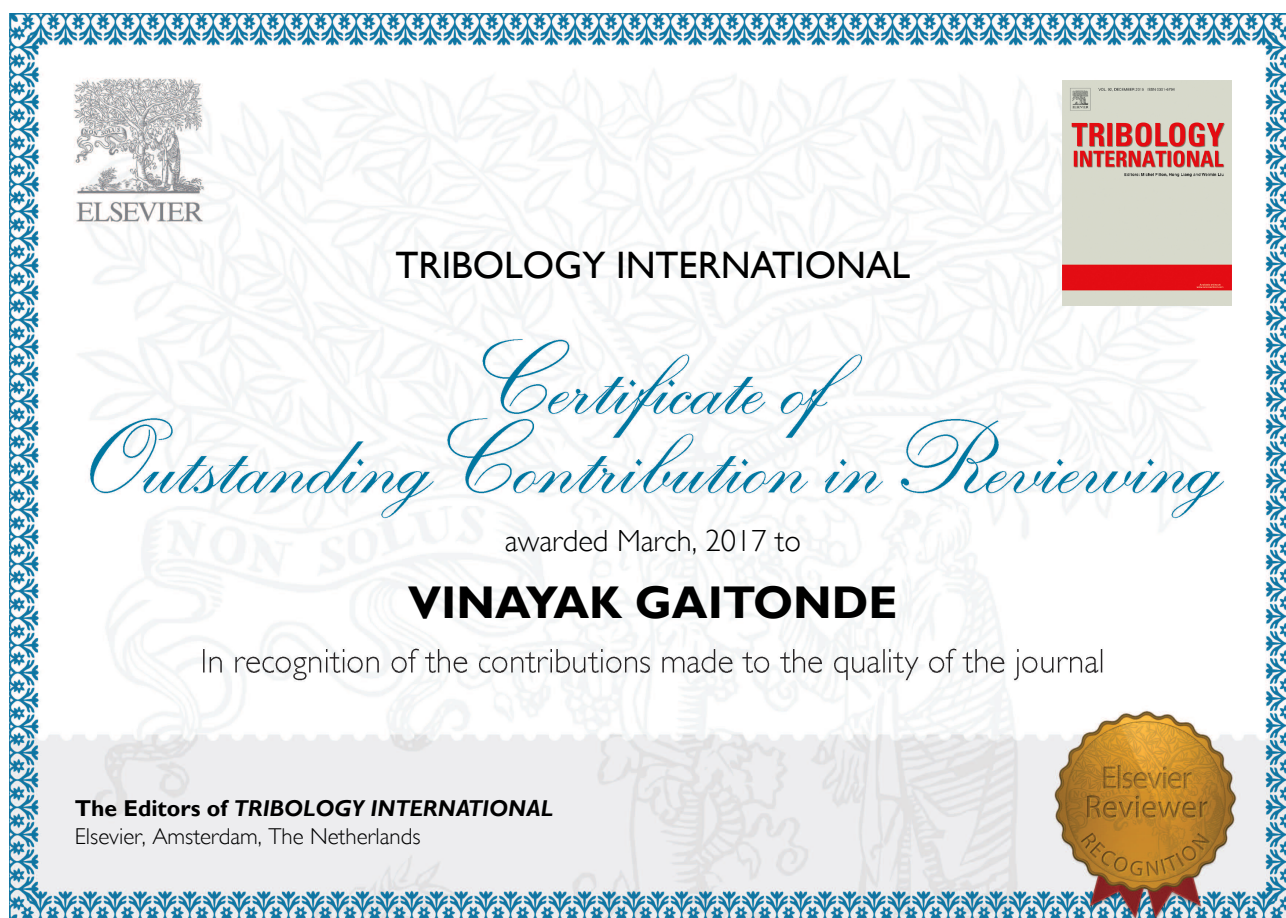 ELSEVIER
TRIBOLOGY
INTERNATIONAL
TRIBOLOGY INTERNATIONAL
Certificate of
Outstanding Contribution in Reviewing
NON SOLUS
awarded March, 2017 to
VINAYAK GAITONDE
In recognition of the contributions made to the quality of the journal
The Editors of TRIBOLOGY INTERNATIONAL
Elsevier, Amsterdam, The Netherlands
Elsevier
Reviewer
RECOGNITION